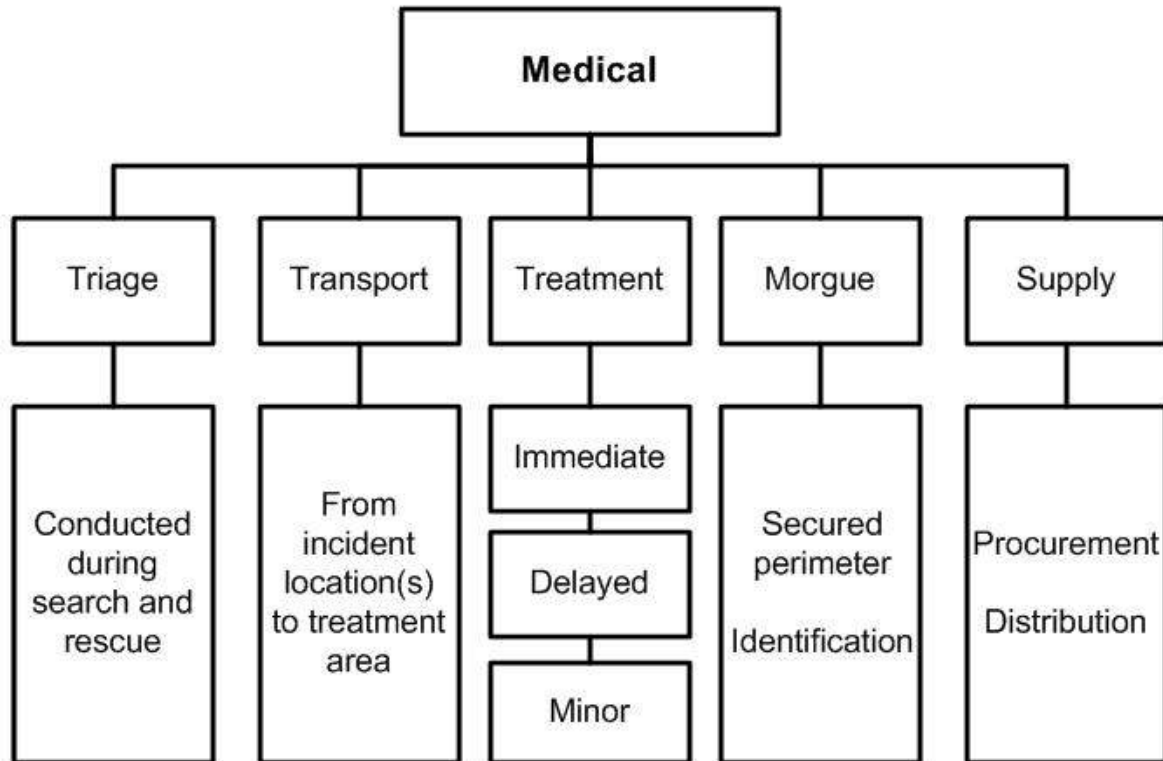 Medical
Triage
Transport
Treatment
Morgue
Supply
Conducted
during
search and
rescue
From
incident
location(s)
to treatment
area
Immediate
Delayed
Minor
Secured
perimeter
Identification
Procurement
Distribution